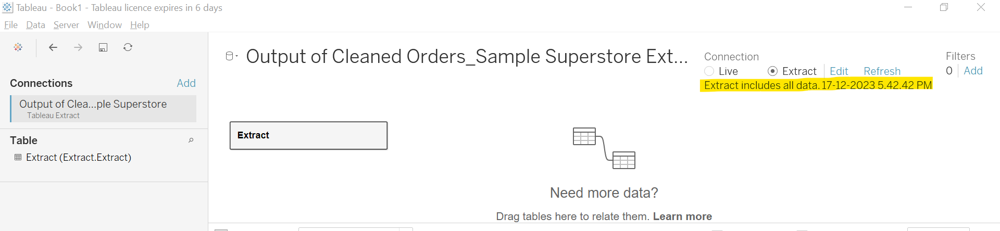 Tableau - Book1 - Tableau licence expires in 6 days
File Data Server Window Help
Connections Add
Output of Clea...ple Superstore
Tableau Extract
Table
Extract (Extract.Extract)
Output of Cleaned Orders_Sample Superstore Ext...
Connection
Live Extract Edit Refresh
Extract includes all data. 17-12-2023 5.42.42 PM
Filters
0 Add
Extract
Need more data?
Drag tables here to relate them. Learn more